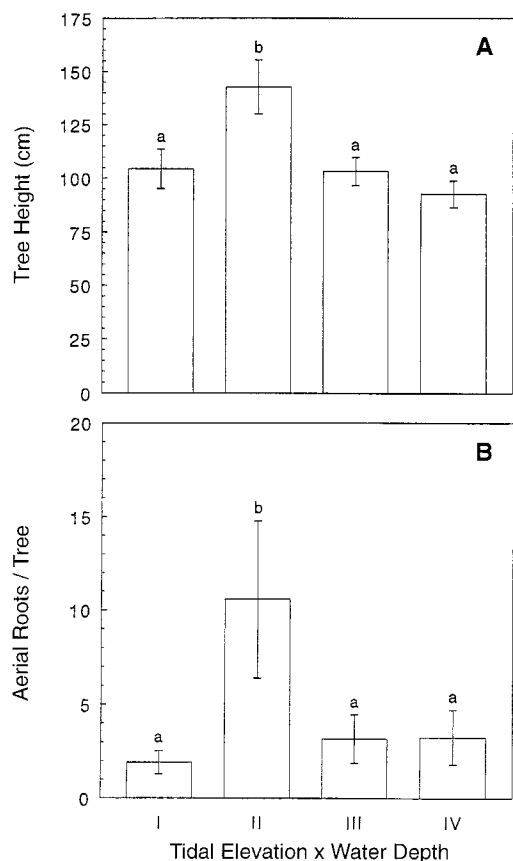 175
A
150
b
125
a
a
a
100
75
50
25
0
Tree Height (cm)
20
B
b
15
10
5
a
a
a
0
Aerial Roots / Tree
I II III IV
Tidal Elevation x Water Depth